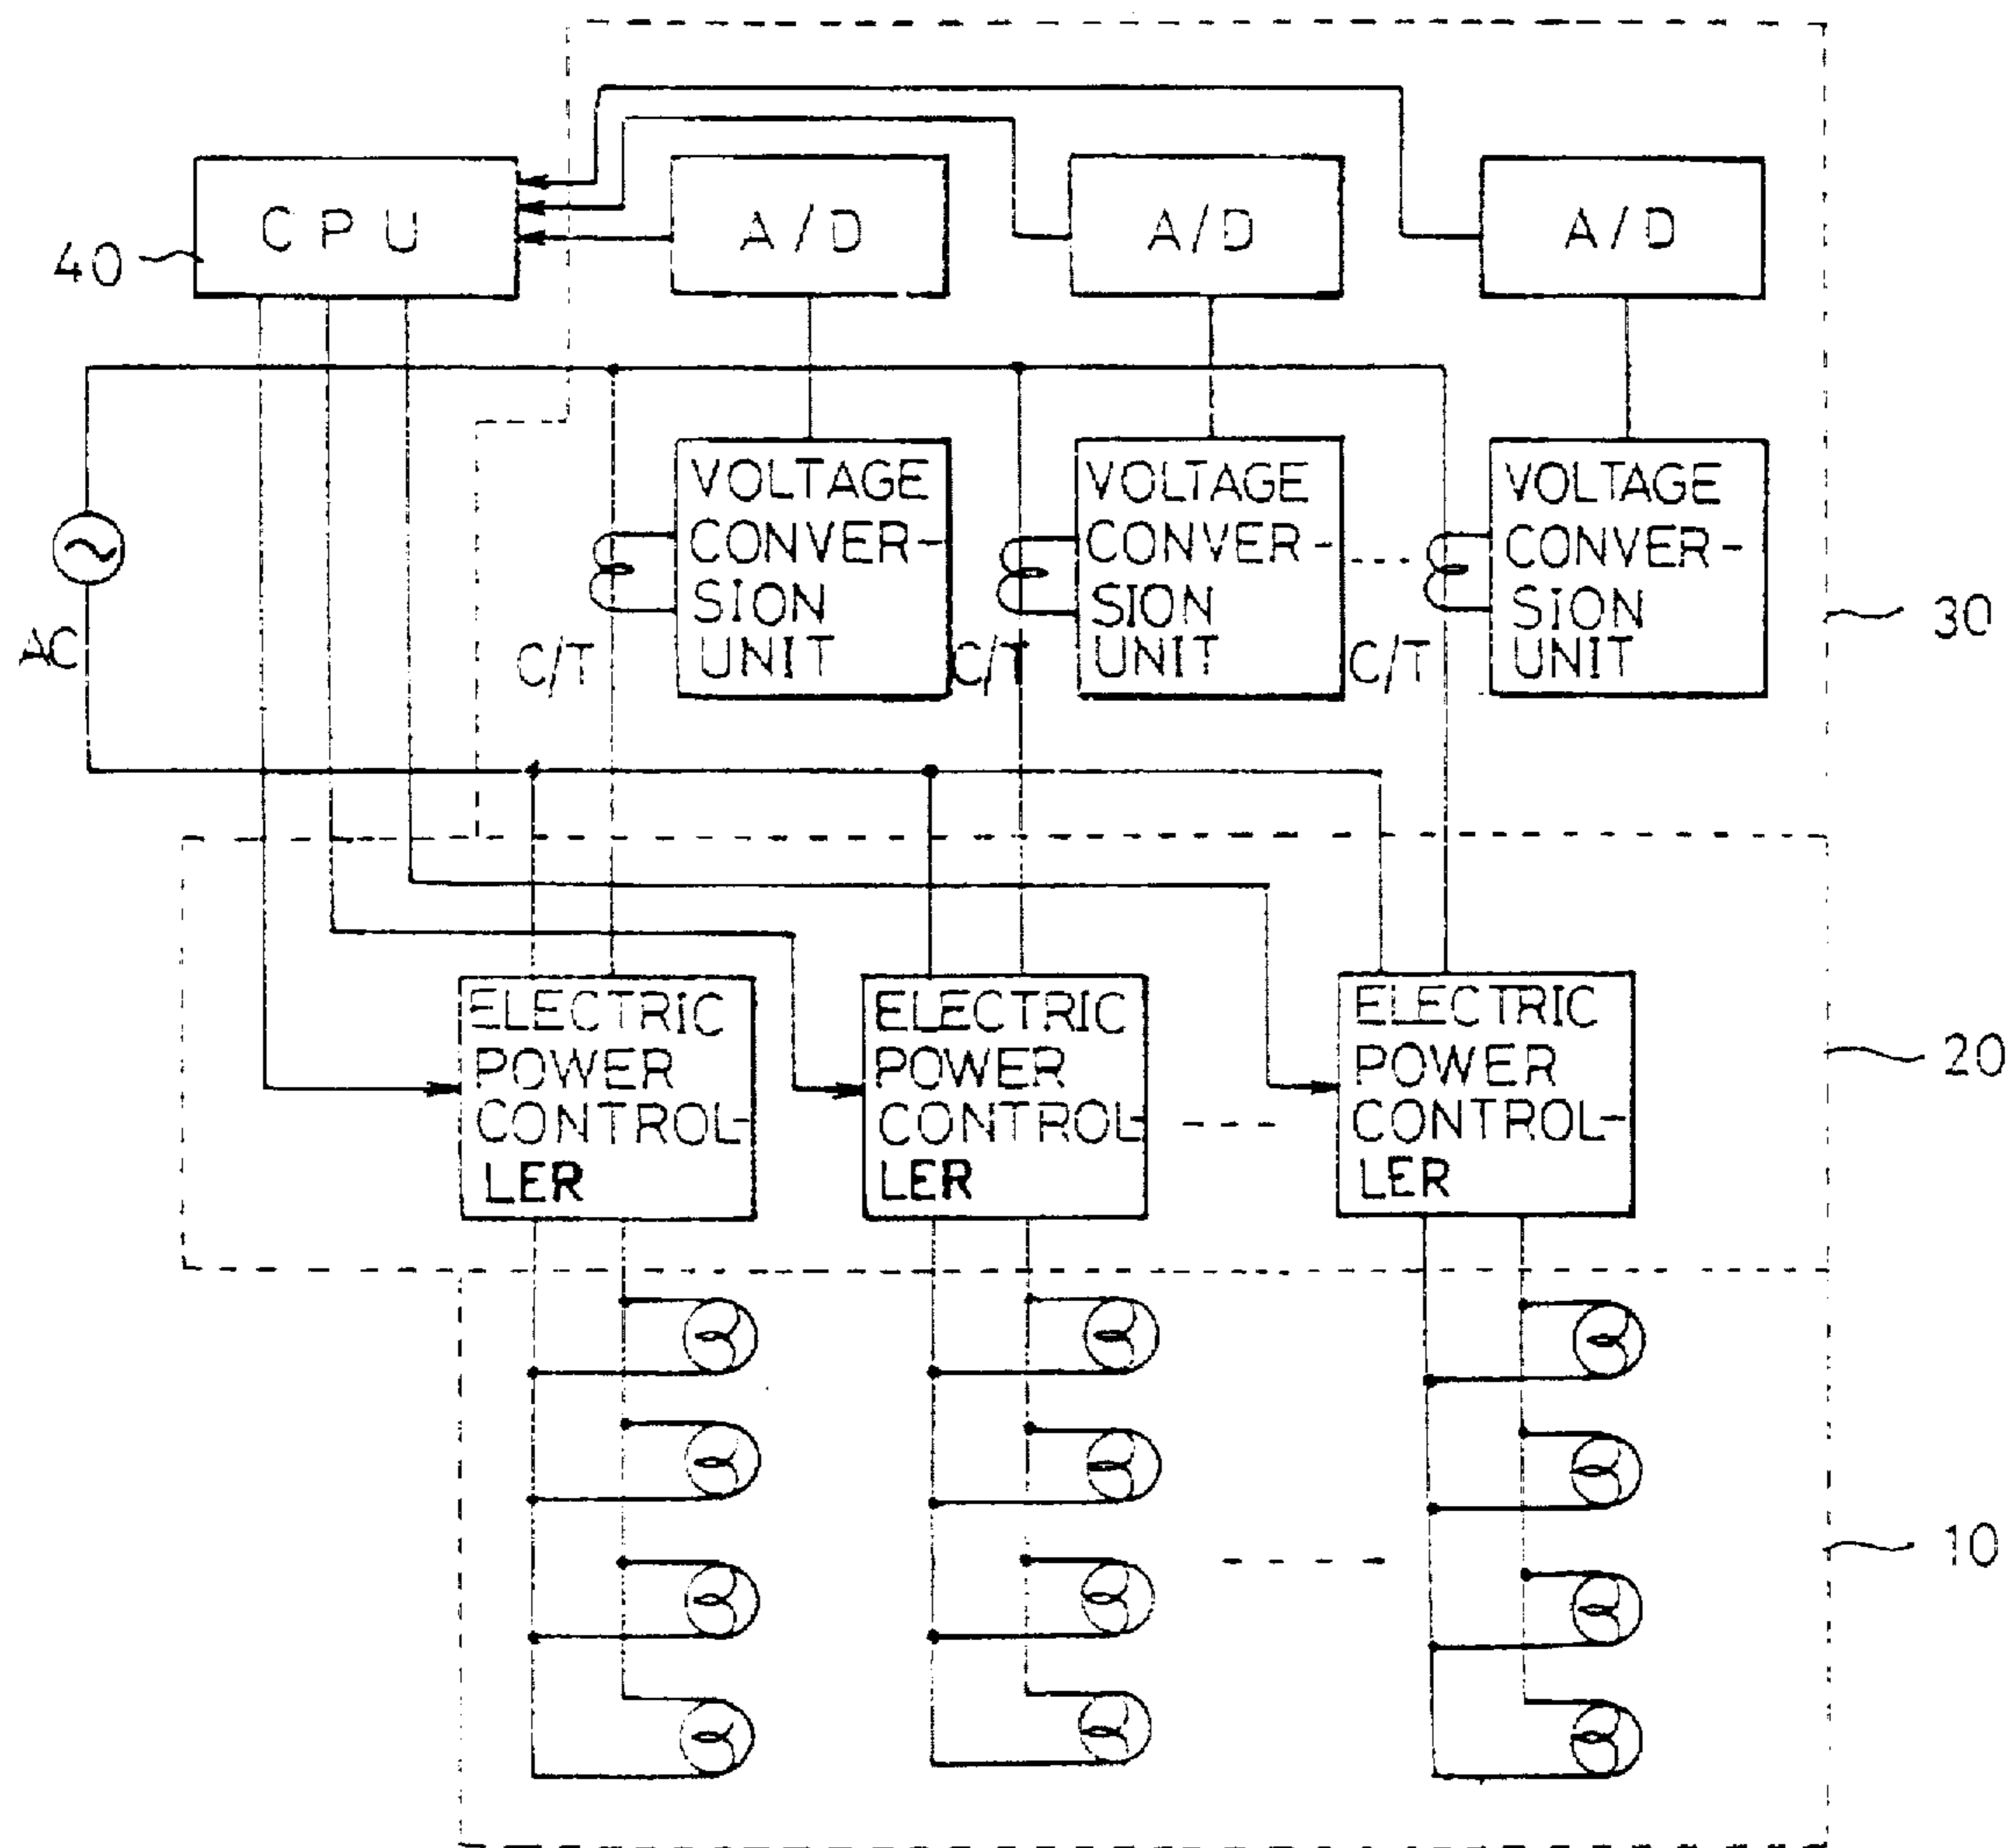 CPU
A/D
A/D
A/D
40
VOLTAGE
CONVER-
SION
UNIT
VOLTAGE
CONVER-
SION
UNIT
VOLTAGE
CONVER-
SION
UNIT
C/T
C/T
C/T
30
AC
ELECTRIC
POWER
CONTROL-
LER
ELECTRIC
POWER
CONTROL-
LER
ELECTRIC
POWER
CONTROL-
LER
20
10